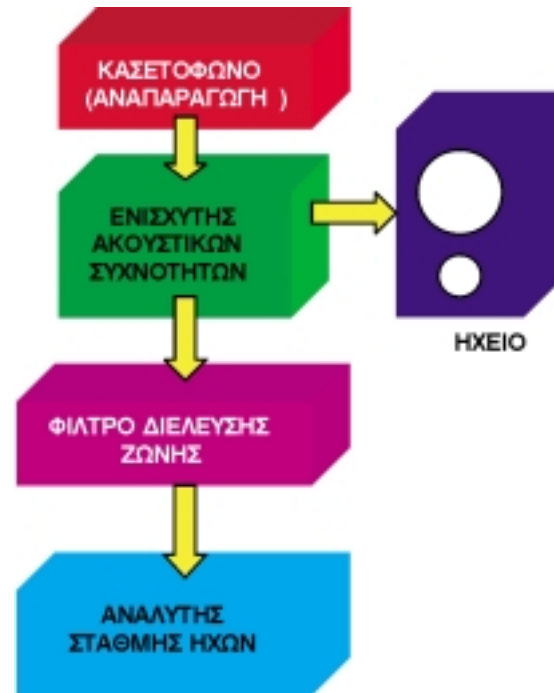 ΚΑΣΕΤΟΦΩΝΟ
(ΑΝΑΠΑΡΑΓΩΓΗ )
ΕΝΙΣΧΥΤΗΣ
ΑΚΟΥΣΤΙΚΩΝ
ΣΥΧΝΟΤΗΤΩΝ
ΗΧΕΙΟ
ΦΙΛΤΡΟ ΔΙΕΛΕΥΣΗΣ
ΖΩΝΗΣ
ΑΝΑΛΥΤΗΣ
ΣΤΑΘΜΗΣ ΗΧΩΝ